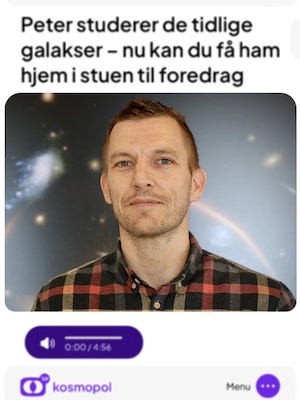 Peter studerer de tidlige
galakser – nu kan du få ham
hjem i stuen til foredrag
0:00 / 4:56
kosmopol
Menu